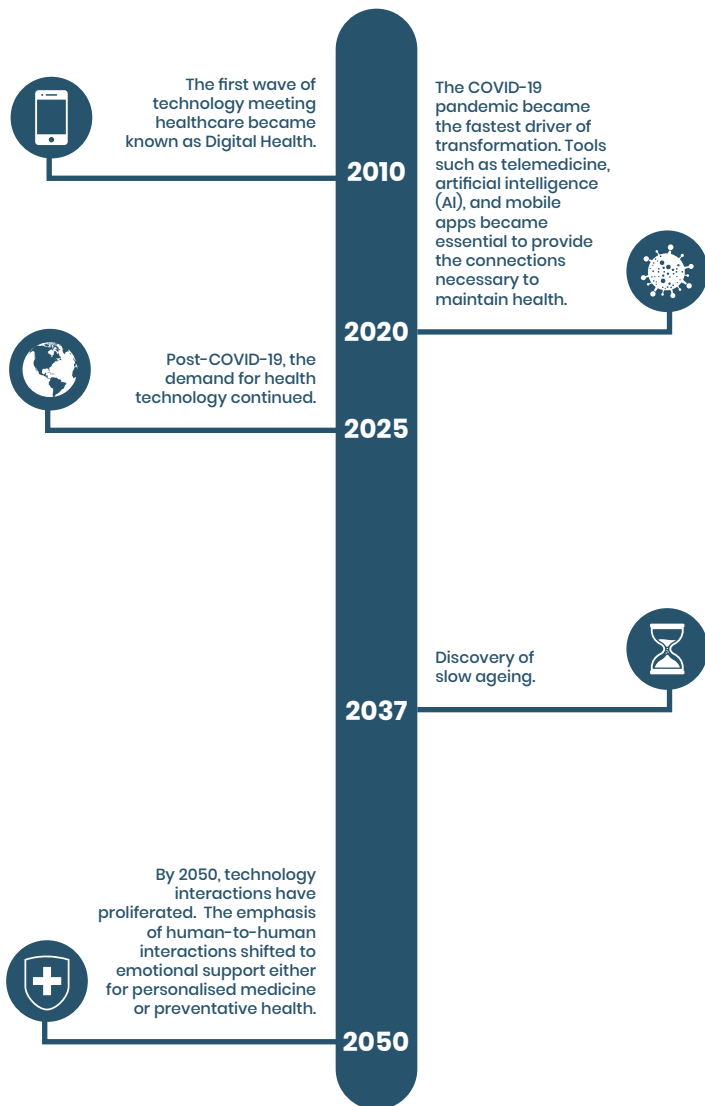 The first wave of
technology meeting
healthcare became
known as Digital Health.
2010
The COVID-19
pandemic became
the fastest driver of
transformation. Tools
such as telemedicine,
artificial intelligence
(AI), and mobile
apps became
essential to provide
the connections
necessary to
maintain health.
2020
Post-COVID-19, the
demand for health
technology continued.
2025
Discovery of
slow ageing.
2037
By 2050, technology
interactions have
proliferated.  The emphasis
of human-to-human
interactions shifted to
emotional support either
for personalised medicine
or preventative health.
2050